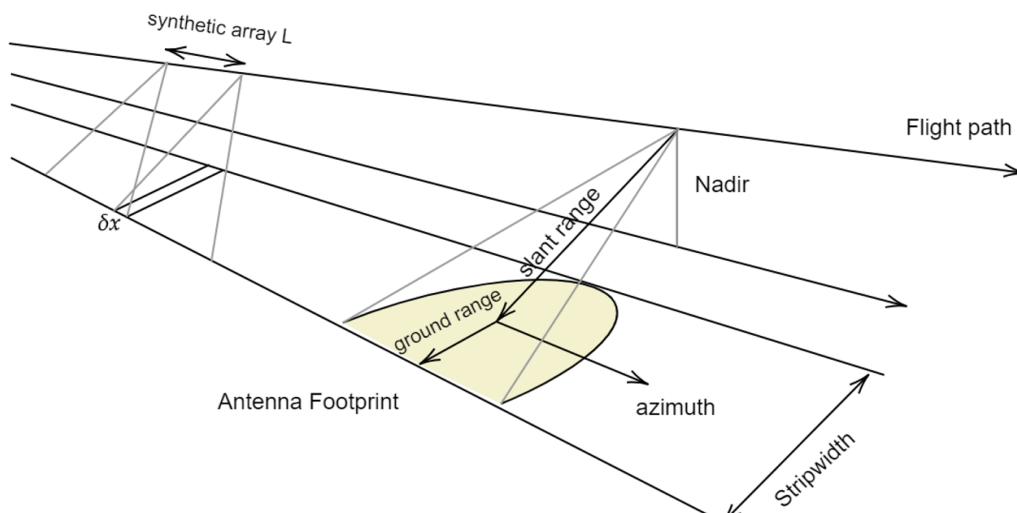 synthetic array L
Flight path
Nadir
slant range
δx
ground range
Antenna Footprint
azimuth
Stripwidth